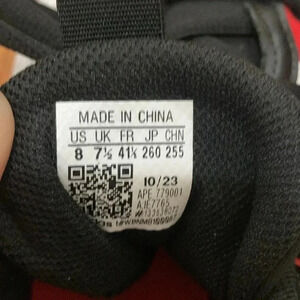 MADE IN CHINA
US UK FR JP CHN
8 7½ 41⅓ 260 255
10/23
APE 779001